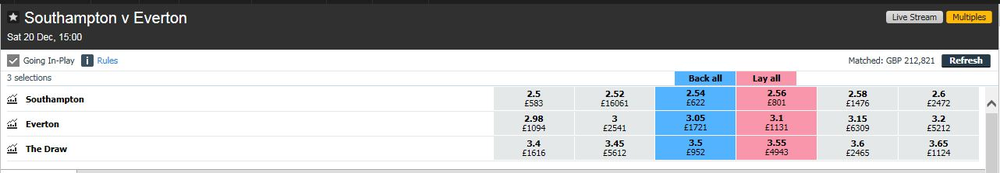 Southampton v Everton
Live Stream Multiples
Sat 20 Dec, 15:00
Going In-Play i Rules Matched: GBP 212,821 Refresh
3 selections Back all Lay all
Southampton 2.5 2.52 2.54 2.56 2.58 2.6
£583 £16061 £622 £801 £1476 £2472
Everton 2.98 3 3.05 3.1 3.15 3.2
£1094 £2541 £1721 £1131 £6309 £5212
The Draw 3.4 3.45 3.5 3.55 3.6 3.65
£1616 £5612 £952 £4943 £2465 £1124